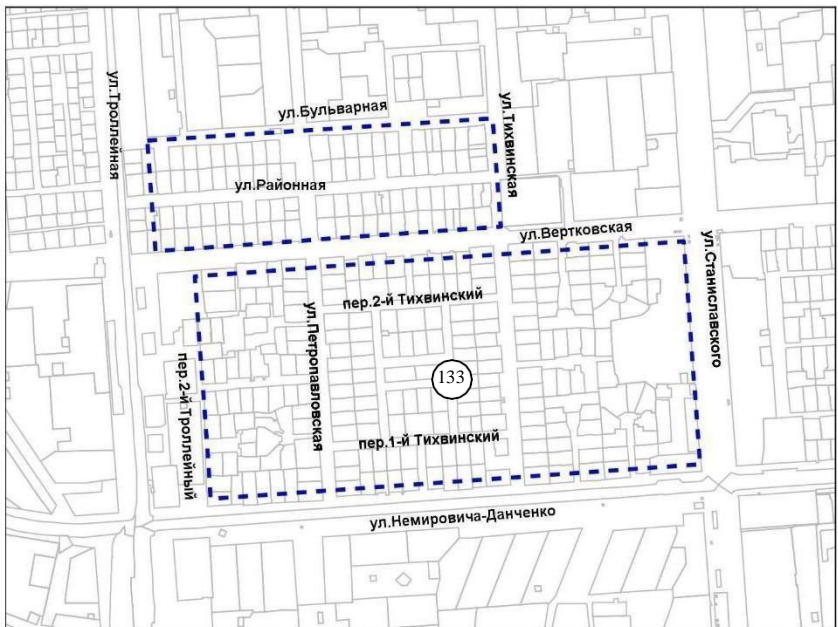 ул.Троллейная
ул.Бульварная
ул.Тихвинская
ул.Районная
ул.Вертковская
ул.Станиславского
пер.2-й Тихвинский
ул.Петропавловская
пер.2-й Троллейный
133
пер.1-й Тихвинский
ул.Немировича-Данченко